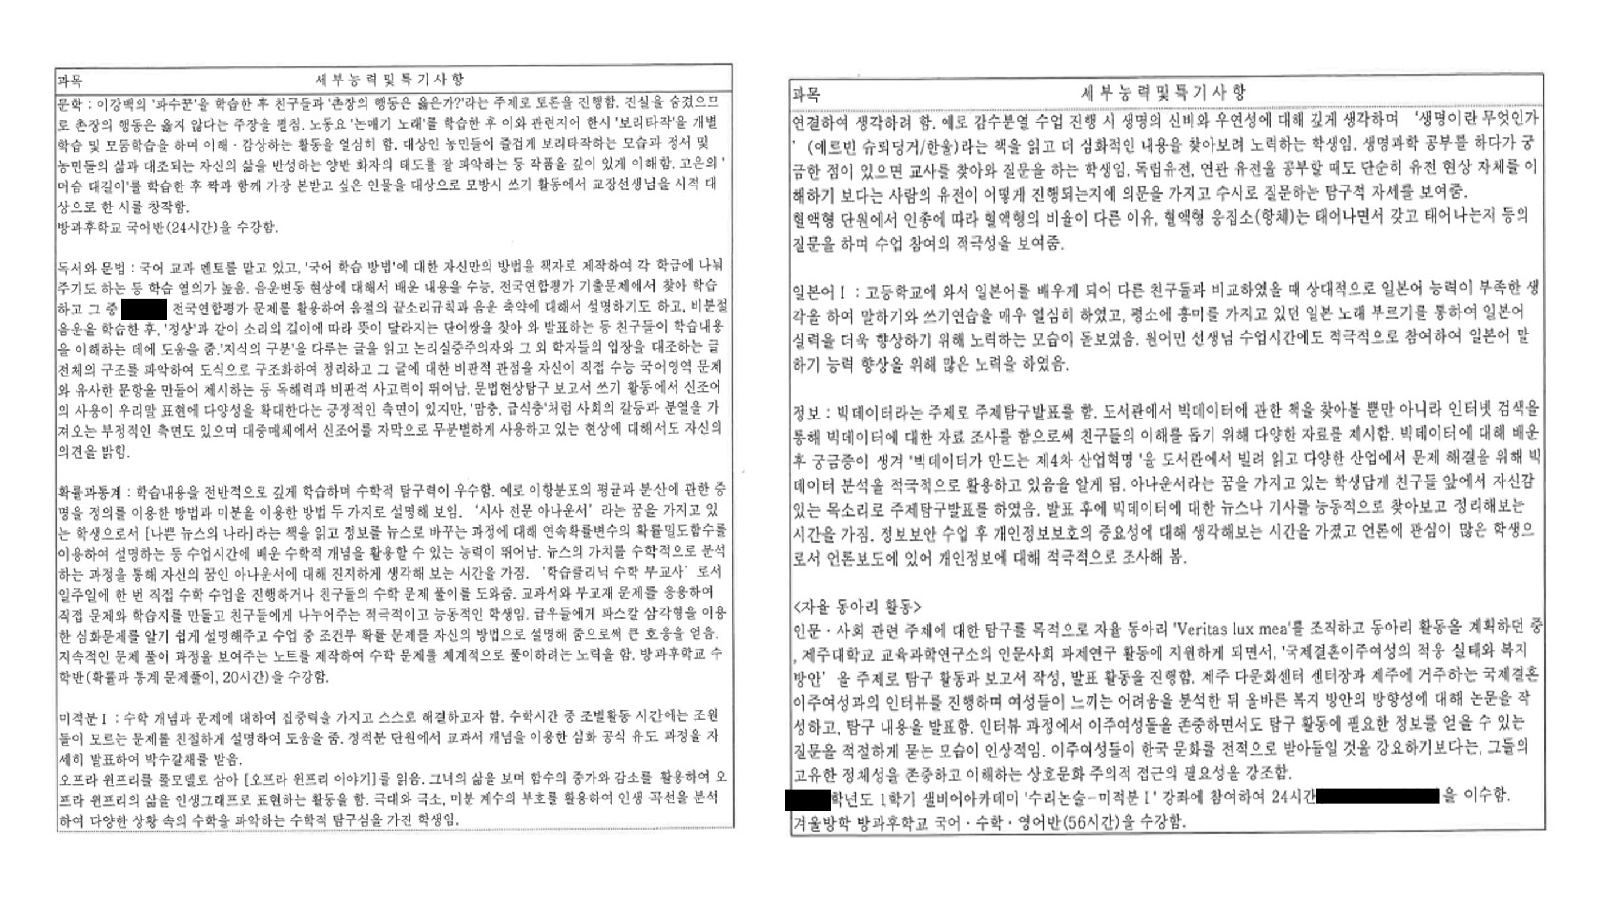 과목 세부능력및특기사항
문학 : 이강백의 '파수꾼'을 학습한 후 친구들과 '촌장의 행동은 옳은가?'라는 주제로 토론을 진행함. 진실을 숨겼으므
로 촌장의 행동은 옳지 않다는 주장을 펼침. 노동요 '논매기 노래'를 학습한 후 이와 관련지어 한시 '보리타작'을 개별
학습 및 모둠학습을 하며 이해·감상하는 활동을 열심히 함. 대상인 농민들이 즐겁게 보리타작하는 모습과 정서 및
농민들의 삶과 대조되는 자신의 삶을 반성하는 양반 화자의 태도를 잘 파악하는 등 작품을 깊이 있게 이해함. 고은의 '
머슴 대길이'를 학습한 후 짝과 함께 가장 본받고 싶은 인물을 대상으로 모방시 쓰기 활동에서 교장선생님을 시적 대
상으로 한 시를 창작함.
방과후학교 국어반(24시간)을 수강함.
독서와 문법 : 국어 교과 멘토를 맡고 있고, '국어 학습 방법'에 대한 자신만의 방법을 책자로 제작하여 각 학급에 나눠
주기도 하는 등 학습 열의가 높음. 음운변동 현상에 대해서 배운 내용을 수능, 전국연합평가 기출문제에서 찾아 학습
하고 그 중 전국연합평가 문제를 활용하여 음절의 끝소리규칙과 음운 축약에 대해서 설명하기도 하고, 비분절
음운을 학습한 후, '정상'과 같이 소리의 길이에 따라 뜻이 달라지는 단어쌍을 찾아 와 발표하는 등 친구들이 학습내용
을 이해하는 데에 도움을 줌.'지식의 구분'을 다루는 글을 읽고 논리실증주의자와 그 외 학자들의 입장을 대조하는 글
전체의 구조를 파악하여 도식으로 구조화하여 정리하고 그 글에 대한 비판적 관점을 자신이 직접 수능 국어영역 문제
와 유사한 문항을 만들어 제시하는 등 독해력과 비판적 사고력이 뛰어남. 문법현상탐구 보고서 쓰기 활동에서 신조어
의 사용이 우리말 표현에 다양성을 확대한다는 긍정적인 측면이 있지만, '맘충, 급식충'처럼 사회의 갈등과 분열을 가
져오는 부정적인 측면도 있으며 대중매체에서 신조어를 자막으로 무분별하게 사용하고 있는 현상에 대해서도 자신의
의견을 밝힘.
확률과통계 : 학습내용을 전반적으로 깊게 학습하며 수학적 탐구력이 우수함. 예로 이항분포의 평균과 분산에 관한 증
명을 정의를 이용한 방법과 미분을 이용한 방법 두 가지로 설명해 보임. '시사 전문 아나운서' 라는 꿈을 가지고 있
는 학생으로서 [나쁜 뉴스의 나라]라는 책을 읽고 정보를 뉴스로 바꾸는 과정에 대해 연속확률변수의 확률밀도함수를
이용하여 설명하는 등 수업시간에 배운 수학적 개념을 활용할 수 있는 능력이 뛰어남. 뉴스의 가치를 수학적으로 분석
하는 과정을 통해 자신의 꿈인 아나운서에 대해 진지하게 생각해 보는 시간을 가짐. '학습클리닉 수학 부교사' 로서
일주일에 한 번 직접 수학 수업을 진행하거나 친구들의 수학 문제 풀이를 도와줌. 교과서와 부교재 문제를 응용하여
직접 문제와 학습지를 만들고 친구들에게 나누어주는 적극적이고 능동적인 학생임. 급우들에게 파스칼 삼각형을 이용
한 심화문제를 알기 쉽게 설명해주고 수업 중 조건부 확률 문제를 자신의 방법으로 설명해 줌으로써 큰 호응을 얻음.
지속적인 문제 풀이 과정을 보여주는 노트를 제작하여 수학 문제를 체계적으로 풀이하려는 노력을 함. 방과후학교 수
학반(확률과 통계 문제풀이, 20시간)을 수강함.
미적분Ⅰ : 수학 개념과 문제에 대하여 집중력을 가지고 스스로 해결하고자 함. 수학시간 중 조별활동 시간에는 조원
들이 모르는 문제를 친절하게 설명하여 도움을 줌. 정적분 단원에서 교과서 개념을 이용한 심화 공식 유도 과정을 자
세히 발표하여 박수갈채를 받음.
오프라 윈프리를 롤모델로 삼아 [오프라 윈프리 이야기]를 읽음. 그녀의 삶을 보며 함수의 증가와 감소를 활용하여 오
프라 윈프리의 삶을 인생그래프로 표현하는 활동을 함. 극대와 극소, 미분 계수의 부호를 활용하여 인생 곡선을 분석
하여 다양한 상황 속의 수학을 파악하는 수학적 탐구심을 가진 학생임.
과목 세부능력및특기사항
연결하여 생각하려 함. 예로 감수분열 수업 진행 시 생명의 신비와 우연성에 대해 깊게 생각하며 '생명이란 무엇인가
' (에르빈 슈뢰딩거/한울)라는 책을 읽고 더 심화적인 내용을 찾아보려 노력하는 학생임. 생명과학 공부를 하다가 궁
금한 점이 있으면 교사를 찾아와 질문을 하는 학생임. 독립유전, 연관 유전을 공부할 때도 단순히 유전 현상 자체를 이
해하기 보다는 사람의 유전이 어떻게 진행되는지에 의문을 가지고 수시로 질문하는 탐구적 자세를 보여줌.
혈액형 단원에서 인종에 따라 혈액형의 비율이 다른 이유, 혈액형 응집소(항체)는 태어나면서 갖고 태어나는지 등의
질문을 하며 수업 참여의 적극성을 보여줌.
일본어Ⅰ : 고등학교에 와서 일본어를 배우게 되어 다른 친구들과 비교하였을 때 상대적으로 일본어 능력이 부족한 생
각을 하여 말하기와 쓰기연습을 매우 열심히 하였고, 평소에 흥미를 가지고 있던 일본 노래 부르기를 통하여 일본어
실력을 더욱 향상하기 위해 노력하는 모습이 돋보였음. 원어민 선생님 수업시간에도 적극적으로 참여하여 일본어 말
하기 능력 향상을 위해 많은 노력을 하였음.
정보 : 빅데이터라는 주제로 주제탐구발표를 함. 도서관에서 빅데이터에 관한 책을 찾아볼 뿐만 아니라 인터넷 검색을
통해 빅데이터에 대한 자료 조사를 함으로써 친구들의 이해를 돕기 위해 다양한 자료를 제시함. 빅데이터에 대해 배운
후 궁금증이 생겨 '빅데이터가 만드는 제4차 산업혁명 '을 도서관에서 빌려 읽고 다양한 산업에서 문제 해결을 위해 빅
데이터 분석을 적극적으로 활용하고 있음을 알게 됨. 아나운서라는 꿈을 가지고 있는 학생답게 친구들 앞에서 자신감
있는 목소리로 주제탐구발표를 하였음. 발표 후에 빅데이터에 대한 뉴스나 기사를 능동적으로 찾아보고 정리해보는
시간을 가짐. 정보보안 수업 후 개인정보보호의 중요성에 대해 생각해보는 시간을 가졌고 언론에 관심이 많은 학생으
로서 언론보도에 있어 개인정보에 대해 적극적으로 조사해 봄.
<자율 동아리 활동>
인문·사회 관련 주제에 대한 탐구를 목적으로 자율 동아리 'Veritas lux mea'를 조직하고 동아리 활동을 계획하던 중
, 제주대학교 교육과학연구소의 인문사회 과제연구 활동에 지원하게 되면서, '국제결혼이주여성의 적응 실태와 복지
방안' 을 주제로 탐구 활동과 보고서 작성, 발표 활동을 진행함. 제주 다문화센터 센터장과 제주에 거주하는 국제결혼
이주여성과의 인터뷰를 진행하며 여성들이 느끼는 어려움을 분석한 뒤 올바른 복지 방안의 방향성에 대해 논문을 작
성하고, 탐구 내용을 발표함. 인터뷰 과정에서 이주여성들을 존중하면서도 탐구 활동에 필요한 정보를 얻을 수 있는
질문을 적절하게 묻는 모습이 인상적임. 이주여성들이 한국 문화를 전적으로 받아들일 것을 강요하기보다는, 그들의
고유한 정체성을 존중하고 이해하는 상호문화 주의적 접근의 필요성을 강조함.
학년도 1학기 샐비어아카데미 '수리논술-미적분Ⅰ' 강좌에 참여하여 24시간 을 이수함.
겨울방학 방과후학교 국어·수학·영어반(56시간)을 수강함.